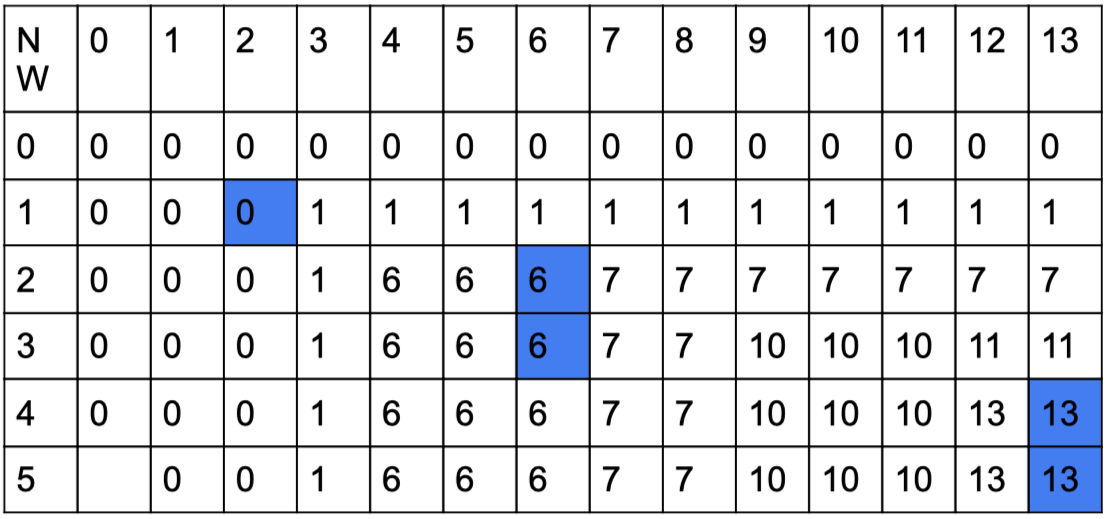 N W 0 1 2 3 4 5 6 7 8 9 10 11 12 13
0 0 0 0 0 0 0 0 0 0 0 0 0 0 0
1 0 0 0 1 1 1 1 1 1 1 1 1 1 1
2 0 0 0 1 6 6 6 7 7 7 7 7 7 7
3 0 0 0 1 6 6 6 7 7 10 10 10 11 11
4 0 0 0 1 6 6 6 7 7 10 10 10 13 13
5 0 0 1 6 6 6 7 7 10 10 10 13 13